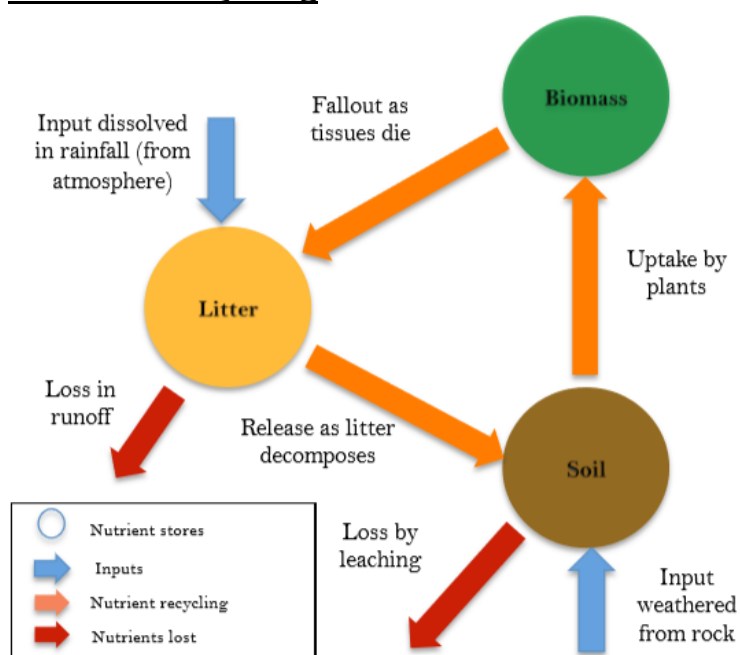 Biomass
Fallout as
tissues die
Input dissolved
in rainfall (from
atmosphere)
Uptake by
plants
Litter
Loss in
runoff
Release as litter
decomposes
Soil
Loss by
leaching
Input
weathered
from rock
Nutrient stores
Inputs
Nutrient recycling
Nutrients lost